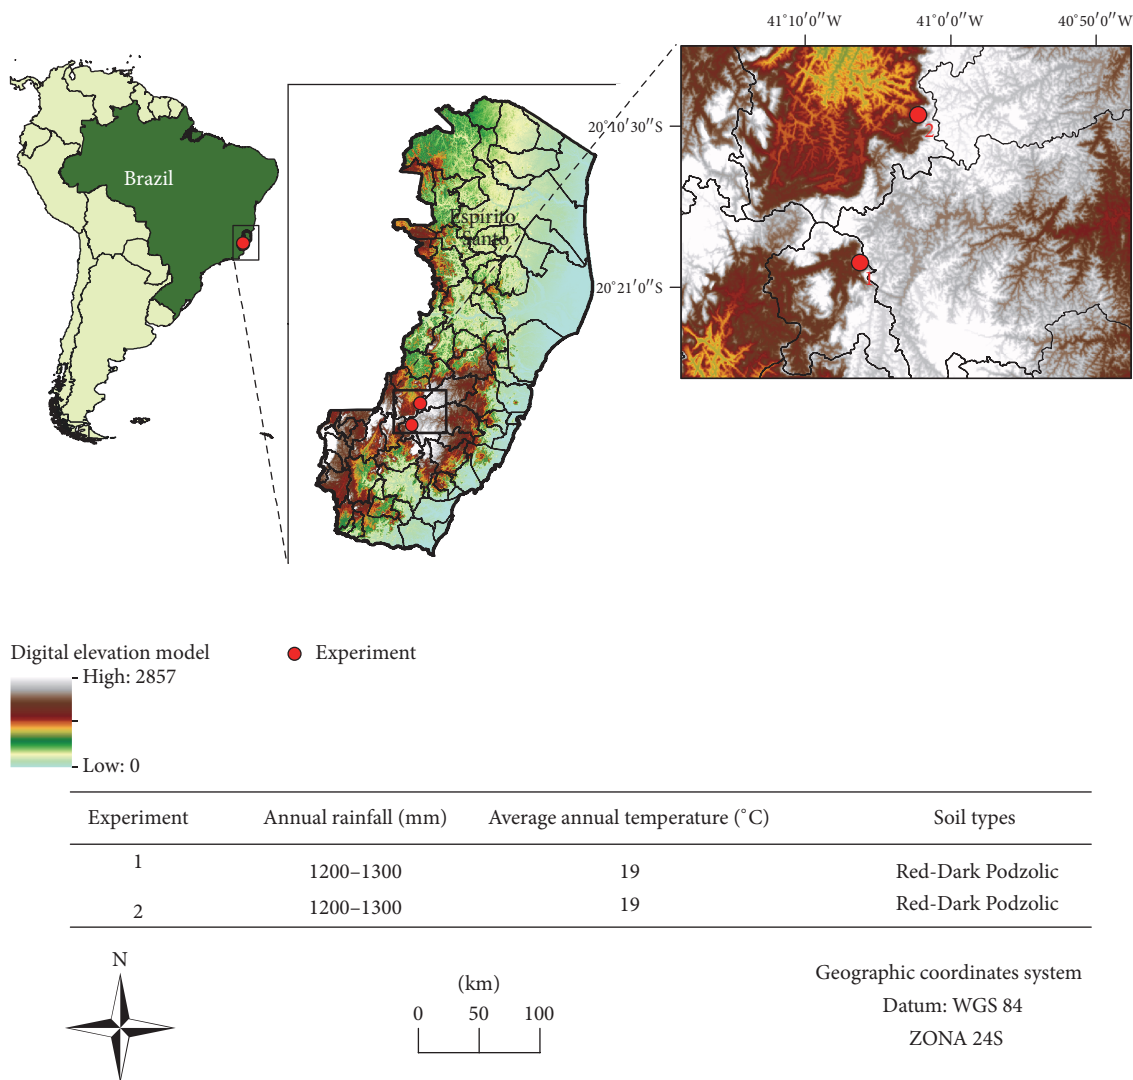 41°10′0″W 41°0′0″W 40°50′0″W
20°10′30″S
20°21′0″S
2
1
Brazil
Espírito
Santo
Digital elevation model
High: 2857
Low: 0
Experiment
Experiment Annual rainfall (mm) Average annual temperature (°C) Soil types
1 1200–1300 19 Red-Dark Podzolic
2 1200–1300 19 Red-Dark Podzolic
N
(km)
0 50 100
Geographic coordinates system
Datum: WGS 84
ZONA 24S